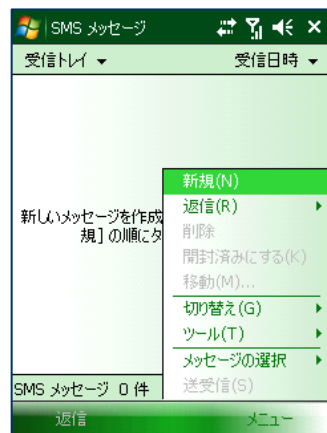 SMS メッセージ
受信トレイ
受信日時
新しいメッセージを作成
規] の順にタ
新規(N)
返信(R)
削除
開封済みにする(K)
移動(M)...
切り替え(G)
ツール(T)
メッセージの選択
送受信(S)
SMS メッセージ 0 件
返信
メニュー